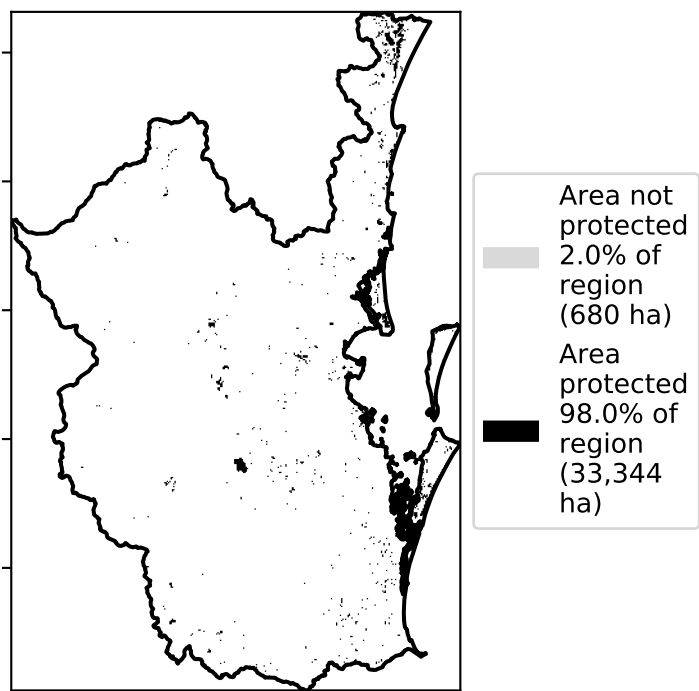 Area not
protected
2.0% of
region
(680 ha)
Area
protected
98.0% of
region
(33,344
ha)